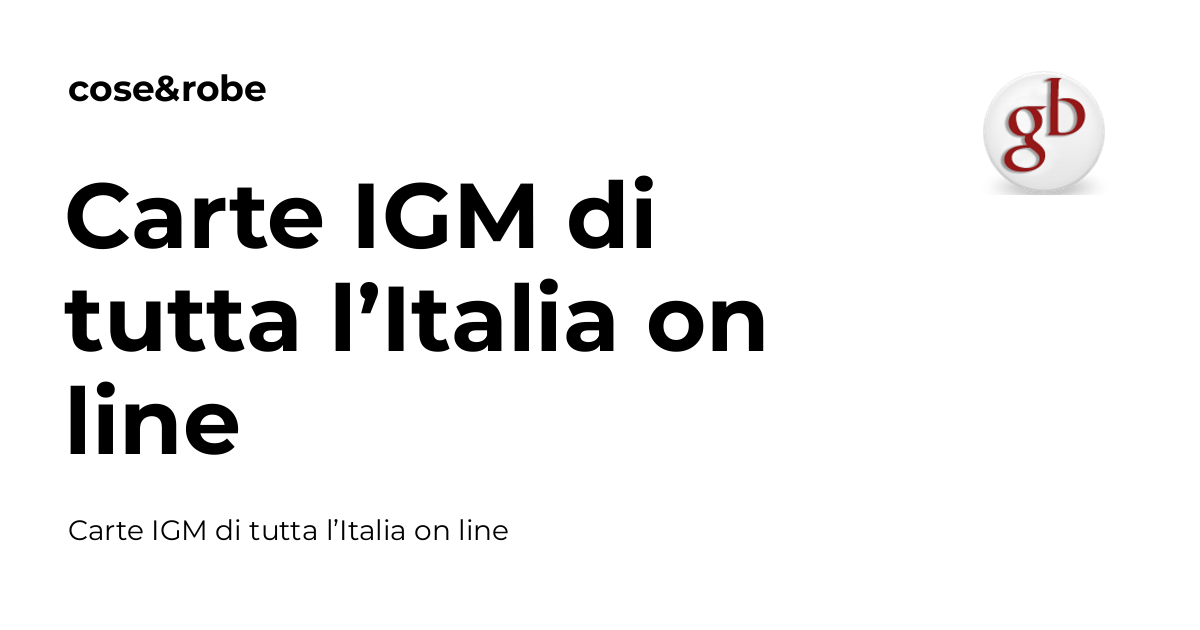 cose&robe
gb
Carte IGM di
tutta l’Italia on
line
Carte IGM di tutta l’Italia on line